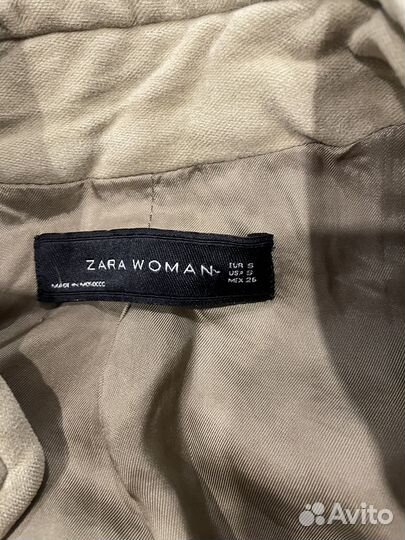 ZARA WOMAN
EUR S
USA S
MEX 26
MADE IN MOROCCO
Avito